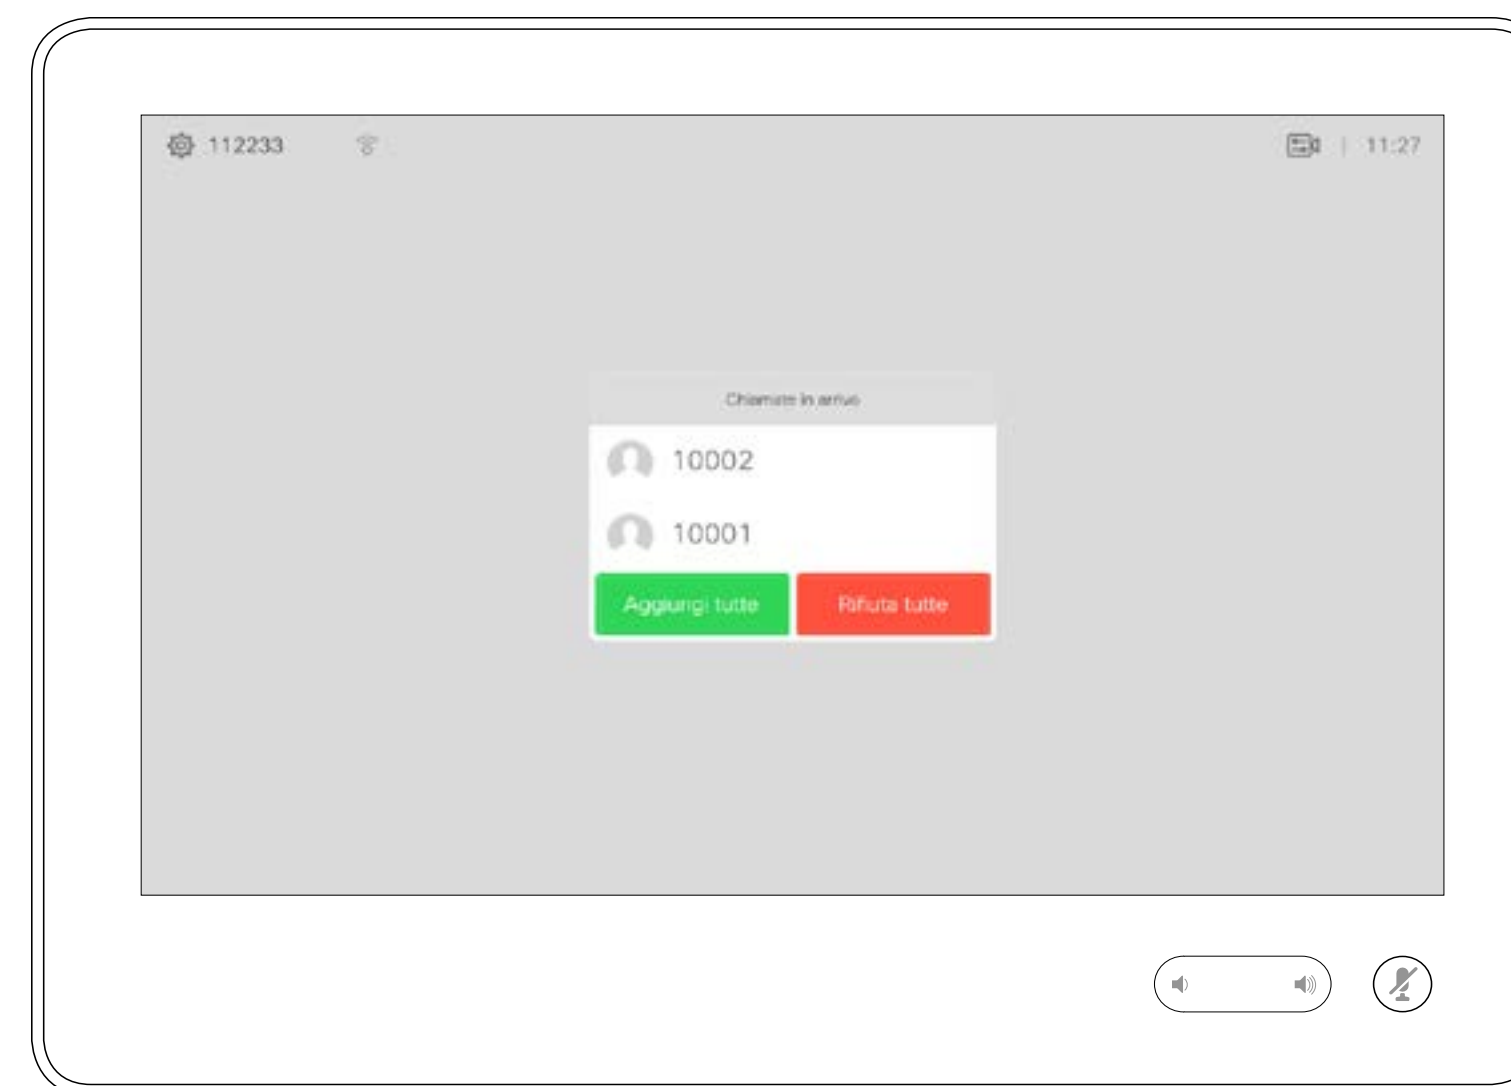 112233
11:27
Chiamate in arrivo
10002
10001
Aggiungi tutte
Rifiuta tutte